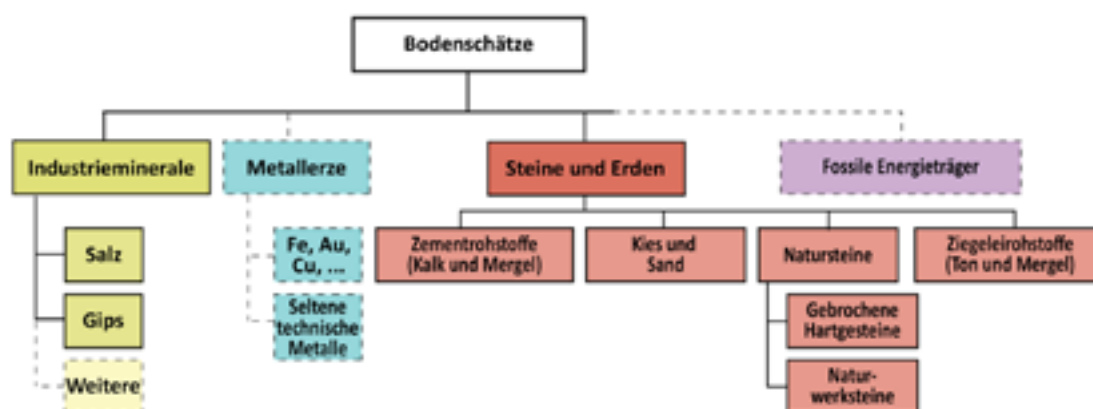 Bodenschätze
Industrieminerale
Metallerze
Steine und Erden
Fossile Energieträger
Salz
Gips
Weitere
Fe, Au,
Cu, ...
Seltene
technische
Metalle
Zementrohstoffe
(Kalk und Mergel)
Kies und
Sand
Natursteine
Gebrochene
Hartgesteine
Natur-
werksteine
Ziegeleirohstoffe
(Ton und Mergel)